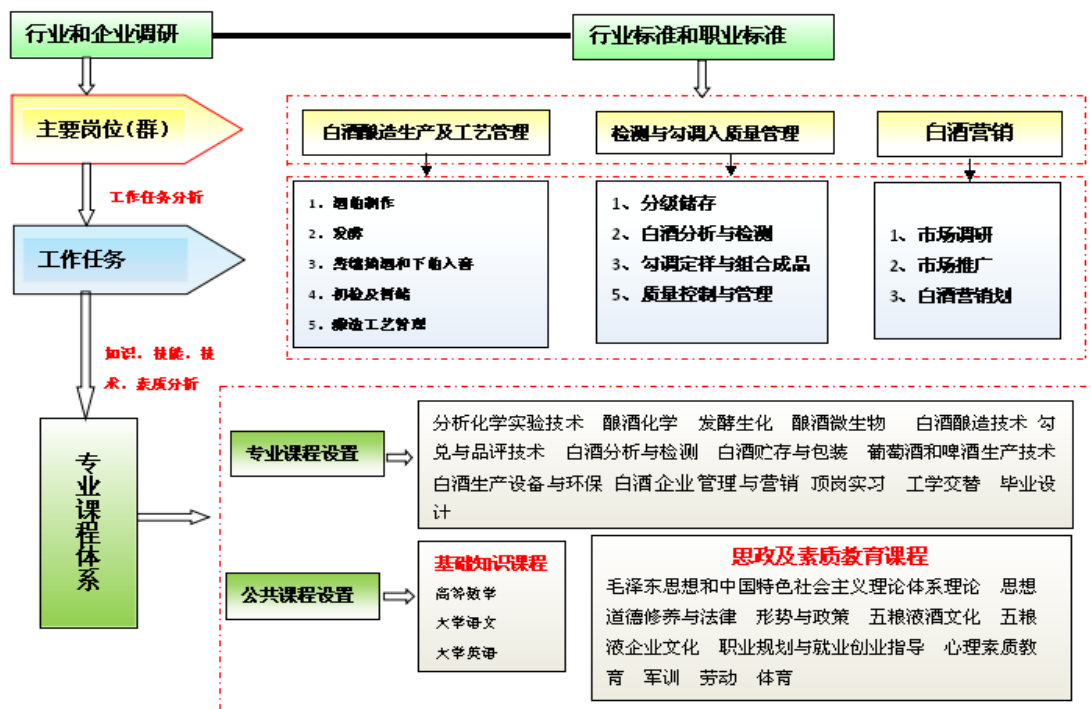 行业和企业调研
行业标准和职业标准
主要岗位(群)
白酒酿造生产及工艺管理
检测与勾调入质量管理
白酒营销
工作任务分析
工作任务
1. 酒曲制作
2. 发酵
3.
4. 初检及暂储
5. 酿造工艺管理
1、分级储存
2、白酒分析与检测
3、勾调定样与组合成品
5、质量控制与管理
1、市场调研
2、市场推广
3、白酒营销划
知识、技能、技
术、素质分析
专业课程体系
专业课程设置
分析化学实验技术 酿酒化学 发酵生化 酿酒微生物 白酒酿造技术 勾
兑与品评技术 白酒分析与检测 白酒贮存与包装 葡萄酒和啤酒生产技术
白酒生产设备与环保 白酒企业管理与营销 顶岗实习 工学交替 毕业设
计
公共课程设置
基础知识课程
高等数学
大学语文
大学英语
思政及素质教育课程
毛泽东思想和中国特色社会主义理论体系理论 思想
道德修养与法律 形势与政策 五粮液酒文化 五粮
液企业文化 职业规划与就业创业指导 心理素质教
育 军训 劳动 体育